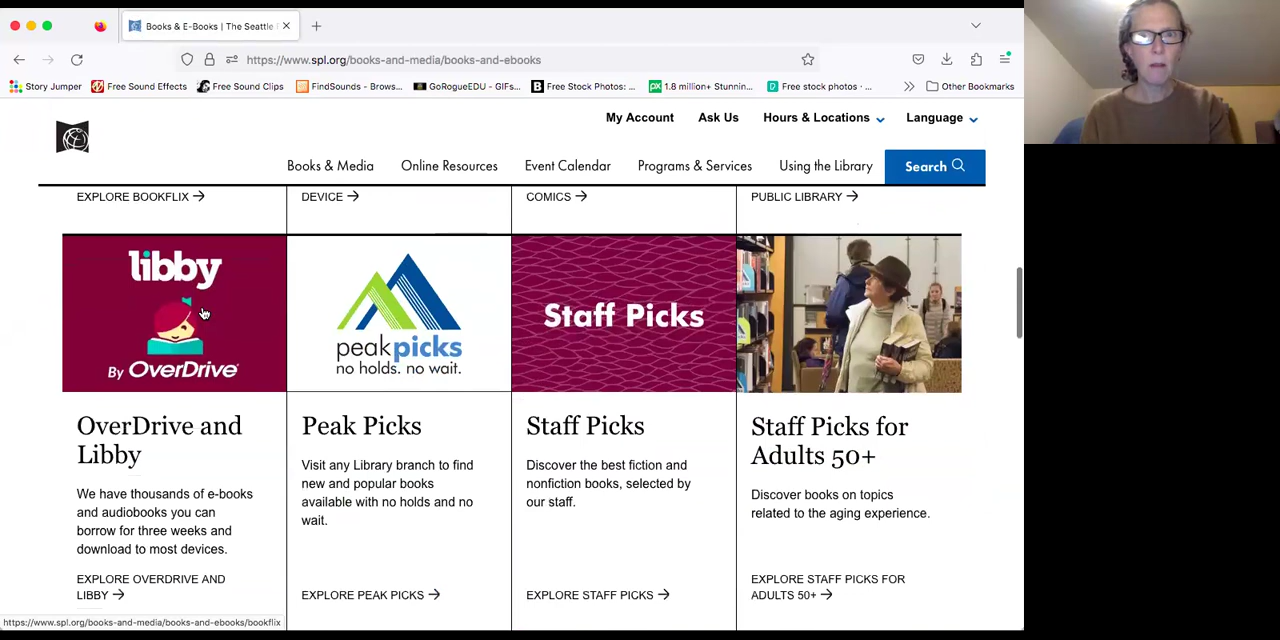 Books & E-Books | The Seattle
https://www.spl.org/books-and-media/books-and-ebooks
Story Jumper
Free Sound Effects
Free Sound Clips
FindSounds - Brows...
GoRogueEDU - GIFs...
Free Stock Photos: ...
1.8 million+ Stunnin...
Free stock photos · ...
Other Bookmarks
My Account
Ask Us
Hours & Locations
Language
Books & Media
Online Resources
Event Calendar
Programs & Services
Using the Library
Search
EXPLORE BOOKFLIX →
DEVICE →
COMICS →
PUBLIC LIBRARY →
libby
By OverDrive
peakpicks
no holds. no wait.
Staff Picks
OverDrive and
Libby
We have thousands of e-books
and audiobooks you can
borrow for three weeks and
download to most devices.
EXPLORE OVERDRIVE AND
LIBBY →
Peak Picks
Visit any Library branch to find
new and popular books
available with no holds and no
wait.
EXPLORE PEAK PICKS →
Staff Picks
Discover the best fiction and
nonfiction books, selected by
our staff.
EXPLORE STAFF PICKS →
Staff Picks for
Adults 50+
Discover books on topics
related to the aging experience.
EXPLORE STAFF PICKS FOR
ADULTS 50+ →
https://www.spl.org/books-and-media/books-and-ebooks/bookflix